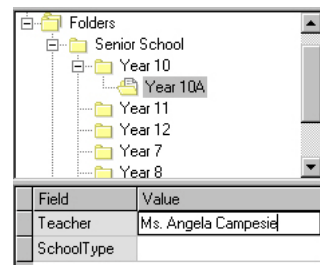 Folders
Senior School
Year 10
Year 10A
Year 11
Year 12
Year 7
Year 8
Field Value
Teacher Ms. Angela Campesie
SchoolType